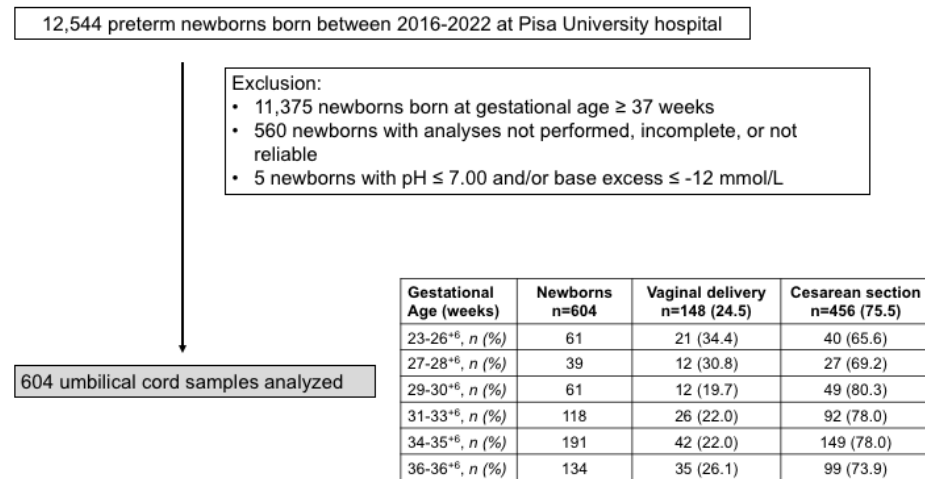 12,544 preterm newborns born between 2016-2022 at Pisa University hospital
Exclusion:
• 11,375 newborns born at gestational age ≥ 37 weeks
• 560 newborns with analyses not performed, incomplete, or not
reliable
• 5 newborns with pH ≤ 7.00 and/or base excess ≤ -12 mmol/L
604 umbilical cord samples analyzed
Gestational Age (weeks) | Newborns n=604 | Vaginal delivery n=148 (24.5) | Cesarean section n=456 (75.5)
23-26⁺⁶, n (%) | 61 | 21 (34.4) | 40 (65.6)
27-28⁺⁶, n (%) | 39 | 12 (30.8) | 27 (69.2)
29-30⁺⁶, n (%) | 61 | 12 (19.7) | 49 (80.3)
31-33⁺⁶, n (%) | 118 | 26 (22.0) | 92 (78.0)
34-35⁺⁶, n (%) | 191 | 42 (22.0) | 149 (78.0)
36-36⁺⁶, n (%) | 134 | 35 (26.1) | 99 (73.9)